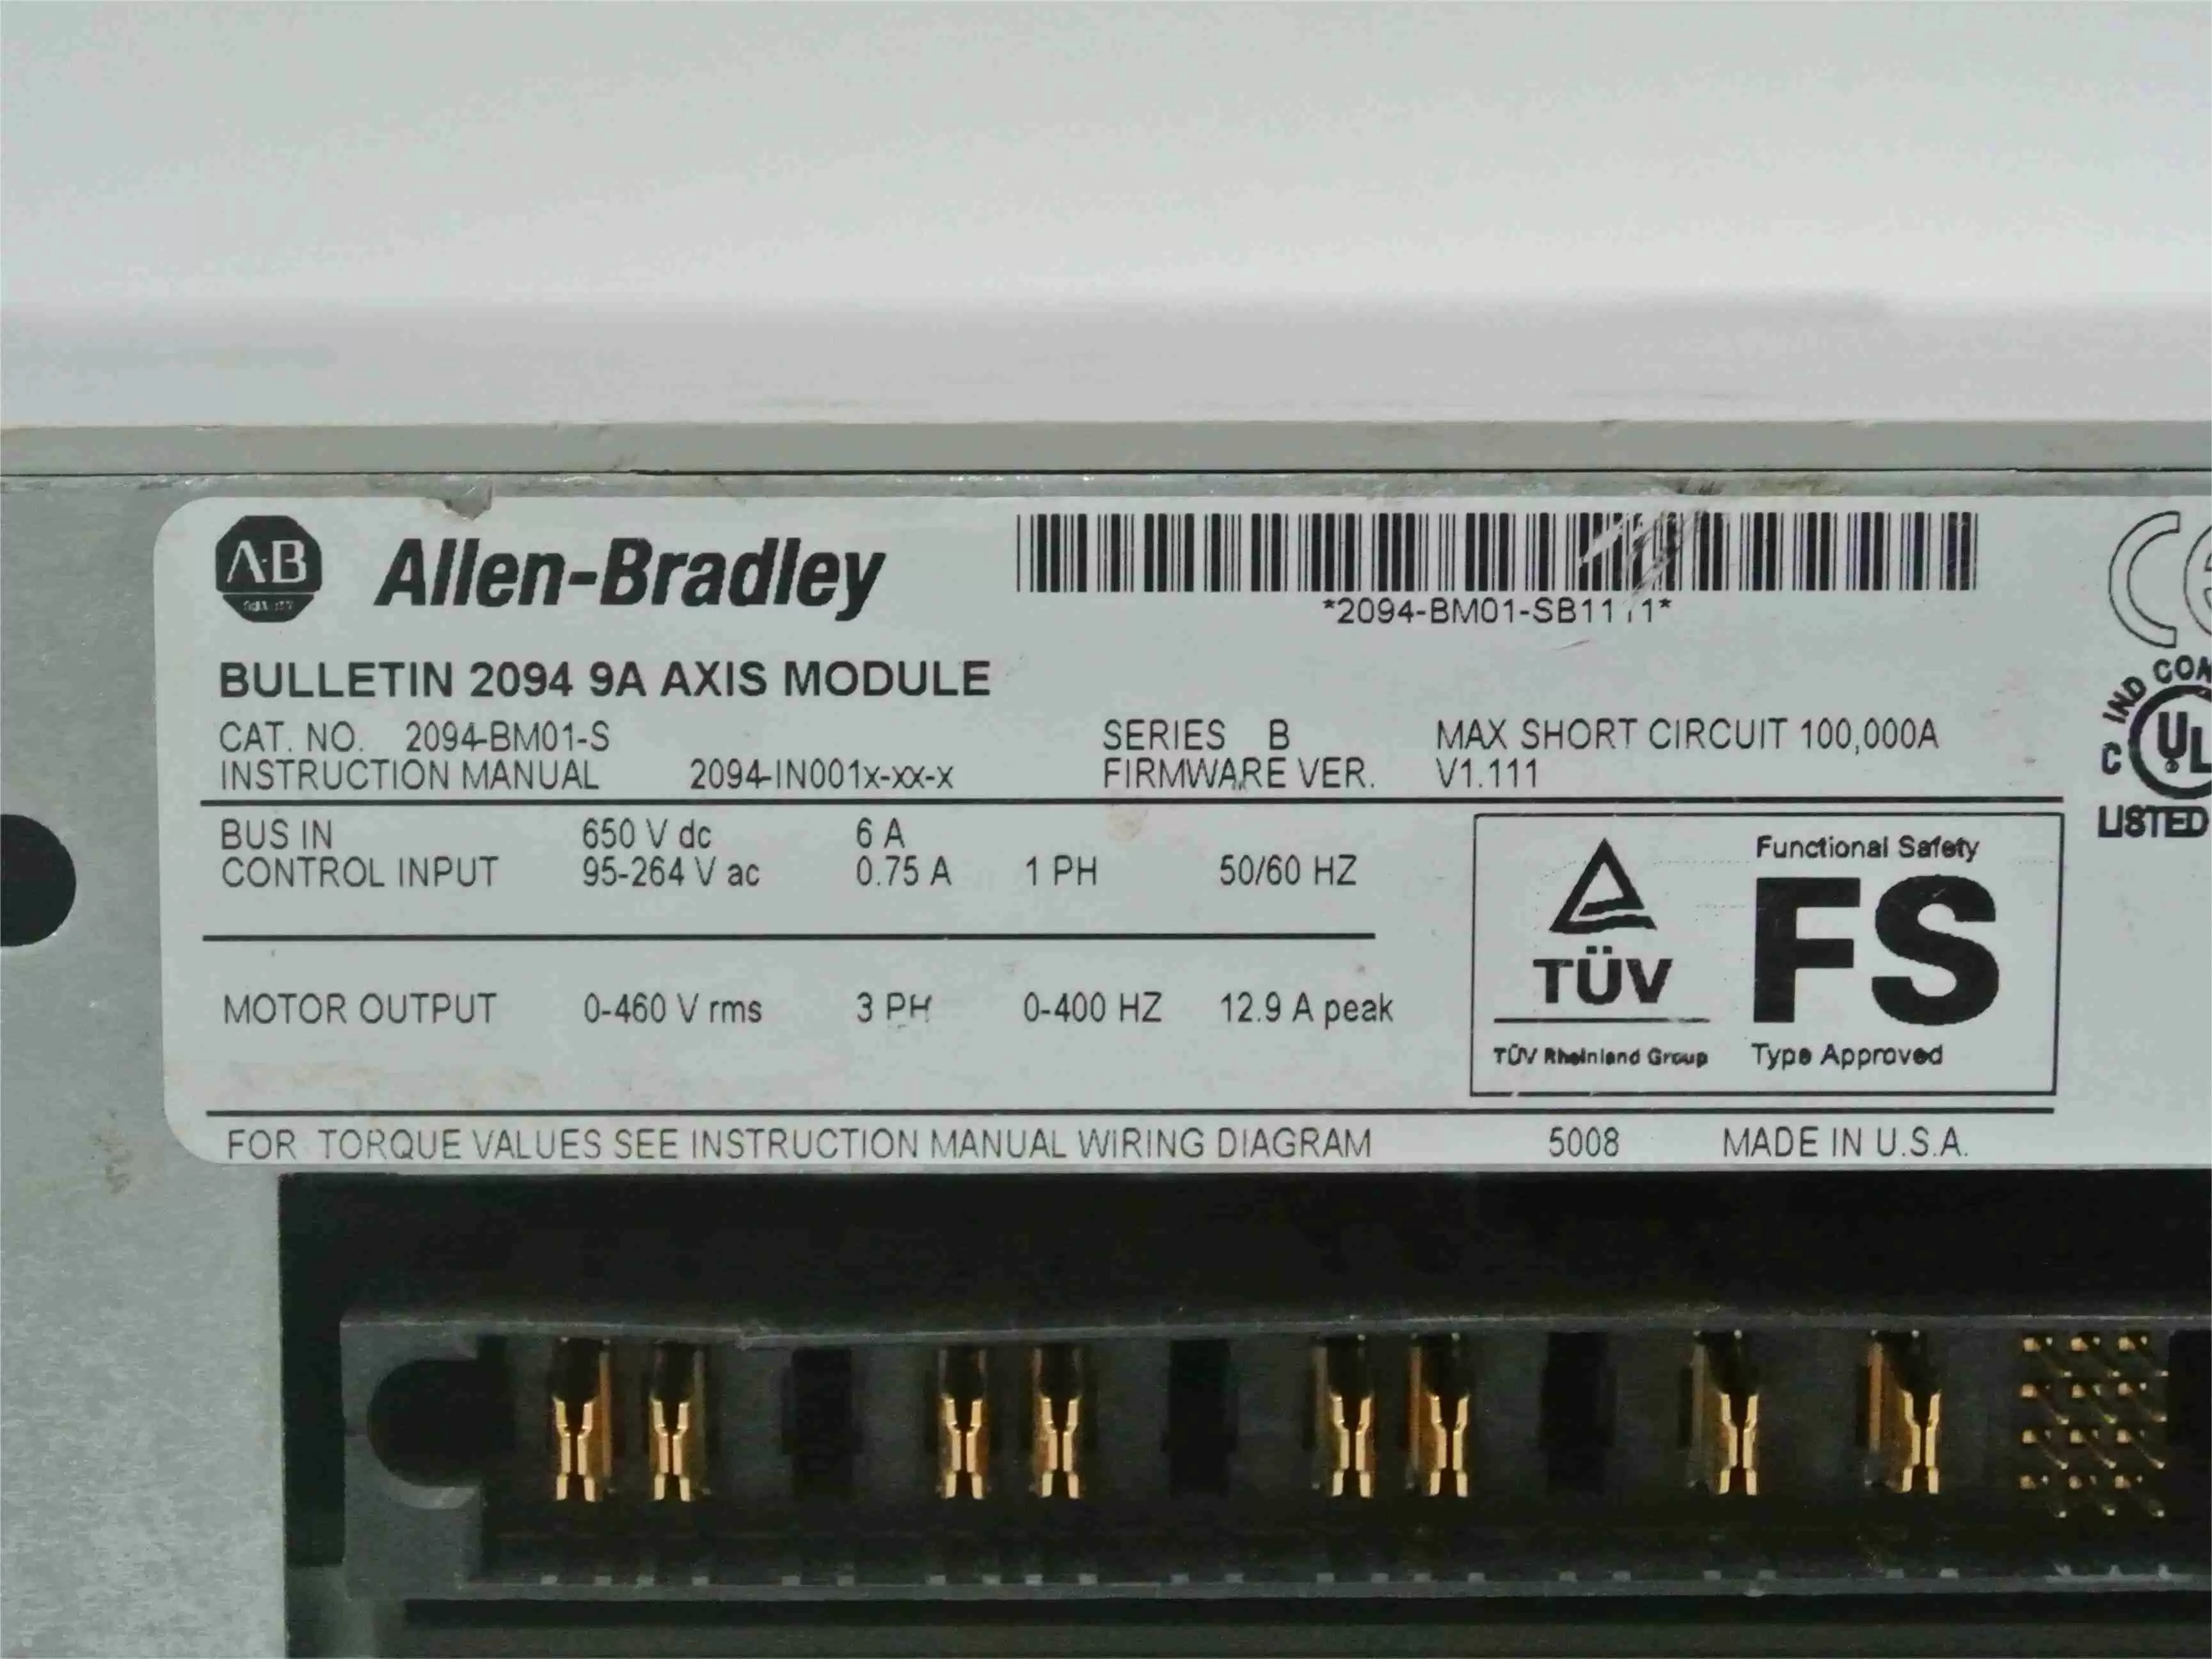 A·B
Allen-Bradley
BULLETIN 2094 9A AXIS MODULE
CAT. NO. 2094-BM01-S SERIES B MAX SHORT CIRCUIT 100,000A
INSTRUCTION MANUAL 2094-IN001x-xx-x FIRMWARE VER. V1.111
BUS IN 650 V dc 6 A
CONTROL INPUT 95-264 V ac 0.75 A 1 PH 50/60 HZ
MOTOR OUTPUT 0-460 V rms 3 PH 0-400 HZ 12.9 A peak
Functional Safety
TÜV FS
TÜV Rheinland Group Type Approved
FOR TORQUE VALUES SEE INSTRUCTION MANUAL WIRING DIAGRAM 5008 MADE IN U.S.A.
CE
IND
C UL
LISTED